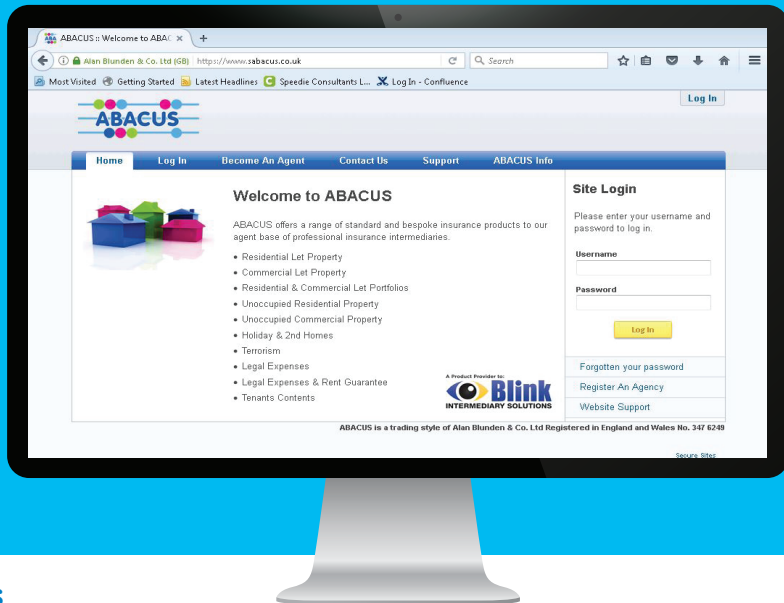 ABACUS :: Welcome to ABAC
Alan Blunden & Co. Ltd (GB) https://www.sabacus.co.uk Search
Most Visited Getting Started Latest Headlines Speedie Consultants L... Log In - Confluence
Log In
ABACUS
Home Log In Become An Agent Contact Us Support ABACUS Info
Welcome to ABACUS
ABACUS offers a range of standard and bespoke insurance products to our
agent base of professional insurance intermediaries.
• Residential Let Property
• Commercial Let Property
• Residential & Commercial Let Portfolios
• Unoccupied Residential Property
• Unoccupied Commercial Property
• Holiday & 2nd Homes
• Terrorism
• Legal Expenses
• Legal Expenses & Rent Guarantee
• Tenants Contents
A Product Provider to:
Blink
INTERMEDIARY SOLUTIONS
Site Login
Please enter your username and
password to log in.
Username
Password
Log In
Forgotten your password
Register An Agency
Website Support
ABACUS is a trading style of Alan Blunden & Co. Ltd Registered in England and Wales No. 347 6249
Secure Sites